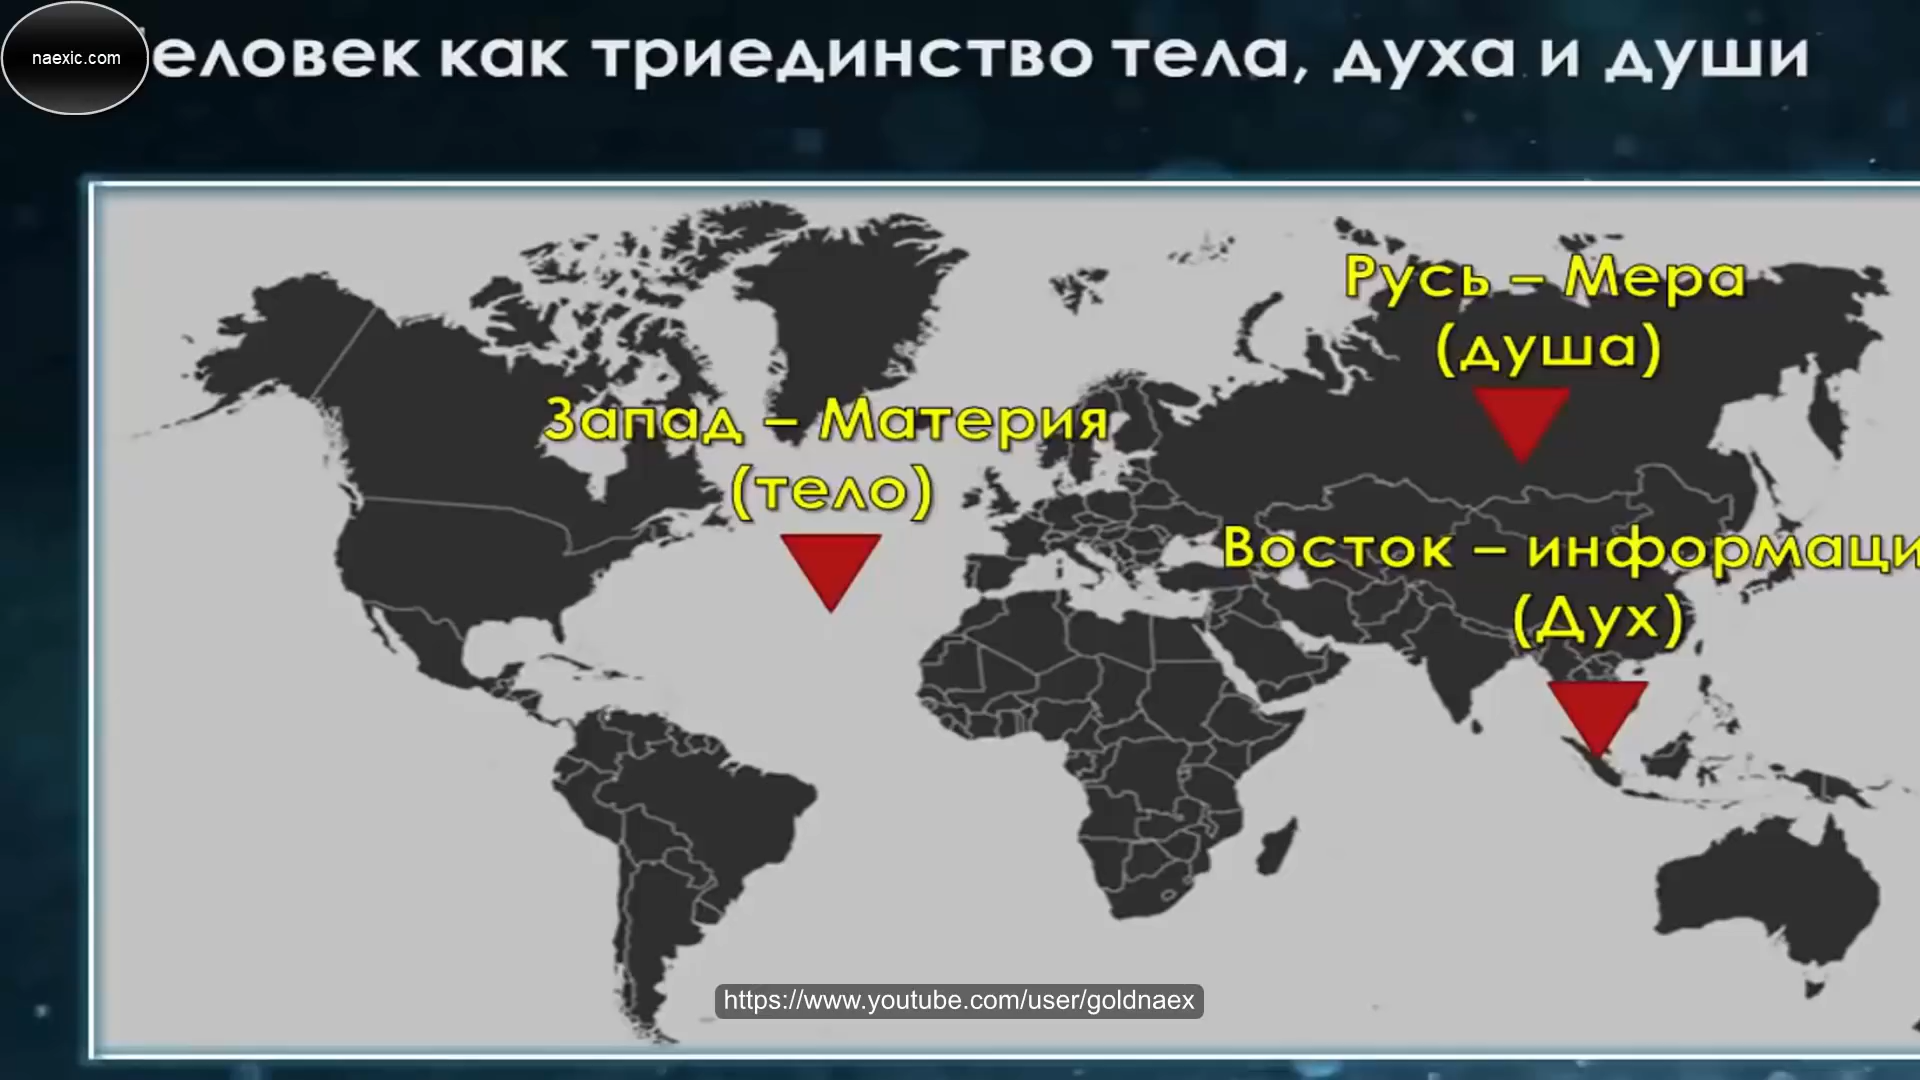 naexic.com
еловек как триединство тела, духа и души
Русь – Мера
(душа)
Запад – Материя
(тело)
Восток – информаци
(Дух)
https://www.youtube.com/user/goldnaex